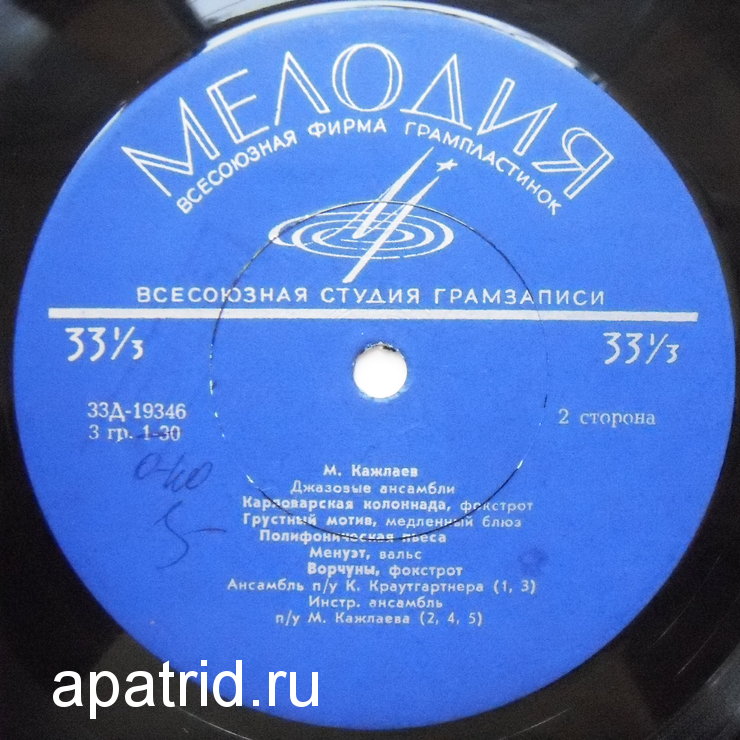 МЕЛОДИЯ
ВСЕСОЮЗНАЯ ФИРМА ГРАМПЛАСТИНОК
ВСЕСОЮЗНАЯ СТУДИЯ ГРАМЗАПИСИ
33⅓ 33⅓
33Д-19346
3 гр. 1-30
2 сторона
0-40
М. Кажлаев
Джазовые ансамбли
Карловарская колоннада, фокстрот
Грустный мотив, медленный блюз
Полифоническая пьеса
Менуэт, вальс
Ворчуны, фокстрот
Ансамбль п/у К. Краутгартнера (1, 3)
Инстр. ансамбль
п/у М. Кажлаева (2, 4, 5)
apatrid.ru